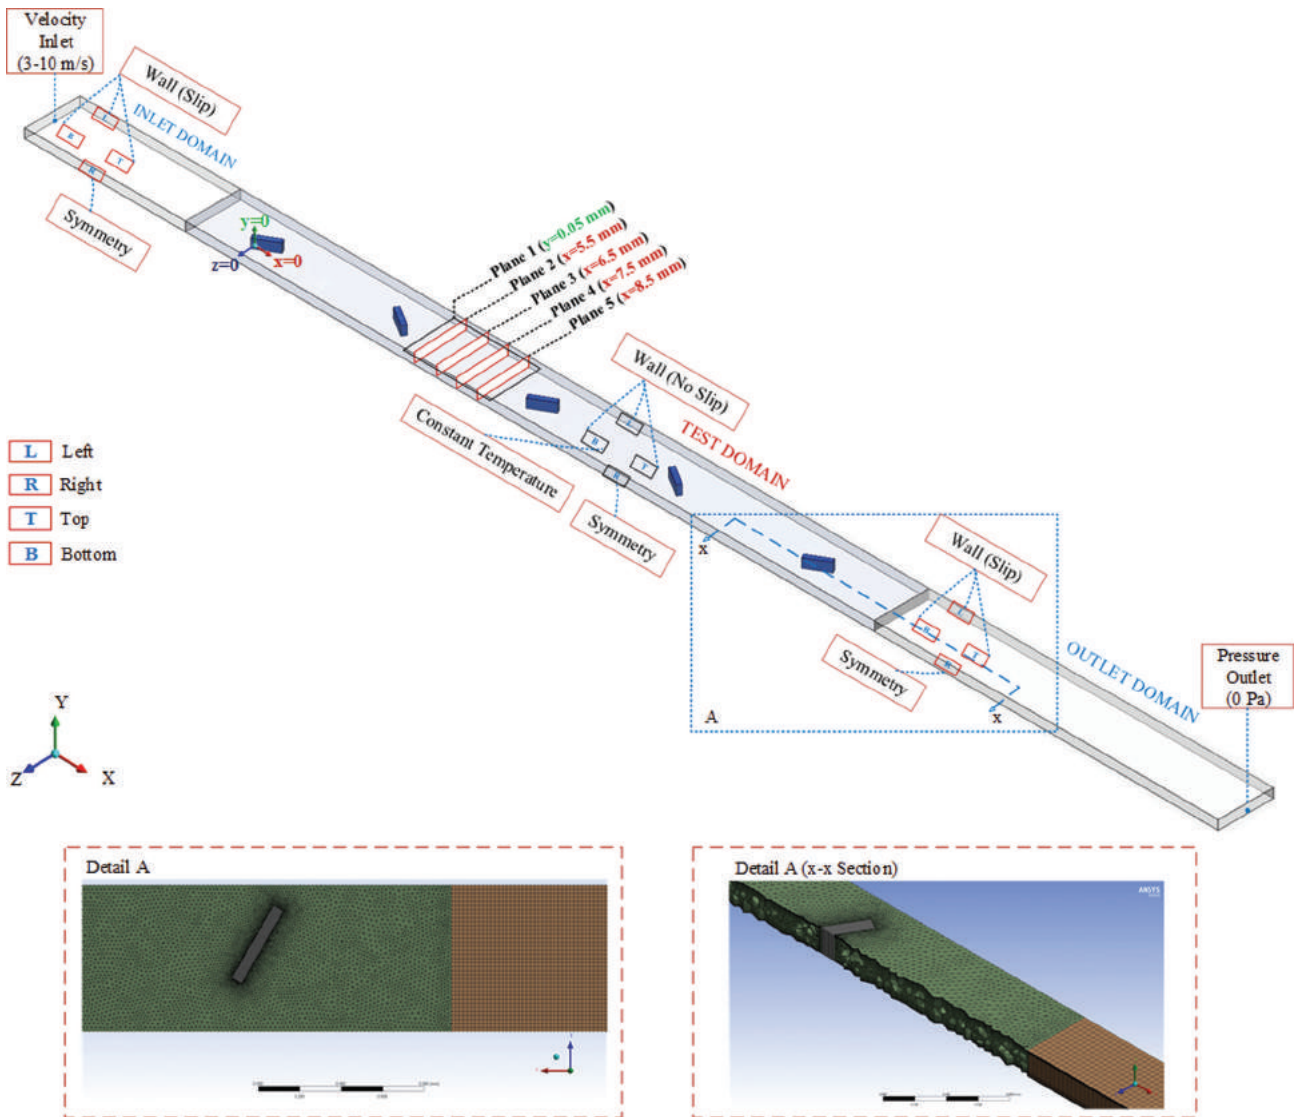 Velocity
Inlet
(3-10 m/s)
Wall (Slip)
INLET DOMAIN
L
B
T
R
Symmetry
y=0
z=0
x=0
Plane 1 (y=0.05 mm)
Plane 2 (x=5.5 mm)
Plane 3 (x=6.5 mm)
Plane 4 (x=7.5 mm)
Plane 5 (x=8.5 mm)
Wall (No Slip)
TEST DOMAIN
Constant Temperature
L
B
T
R
Symmetry
L Left
R Right
T Top
B Bottom
x
Wall (Slip)
L
B
T
R
Symmetry
OUTLET DOMAIN
Pressure
Outlet
(0 Pa)
A
x
Y
Z
X
Detail A
Detail A (x-x Section)
ANSYS